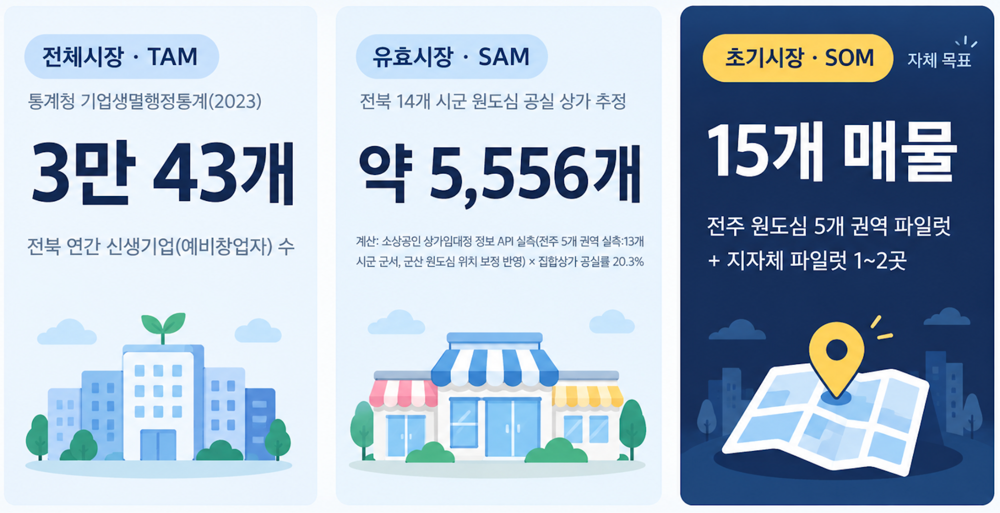 전체시장 · TAM
통계청 기업생멸행정통계(2023)
3만 43개
전북 연간 신생기업(예비창업자) 수
유효시장 · SAM
전북 14개 시군 원도심 공실 상가 추정
약 5,556개
계산: 소상공인 상가임대정 정보 API 실측(전주 5개 권역 실측:13개
시군 군서, 군산 원도심 위치 보정 반영) × 집합상가 공실률 20.3%
초기시장 · SOM
자체 목표
15개 매물
전주 원도심 5개 권역 파일럿
+ 지자체 파일럿 1~2곳